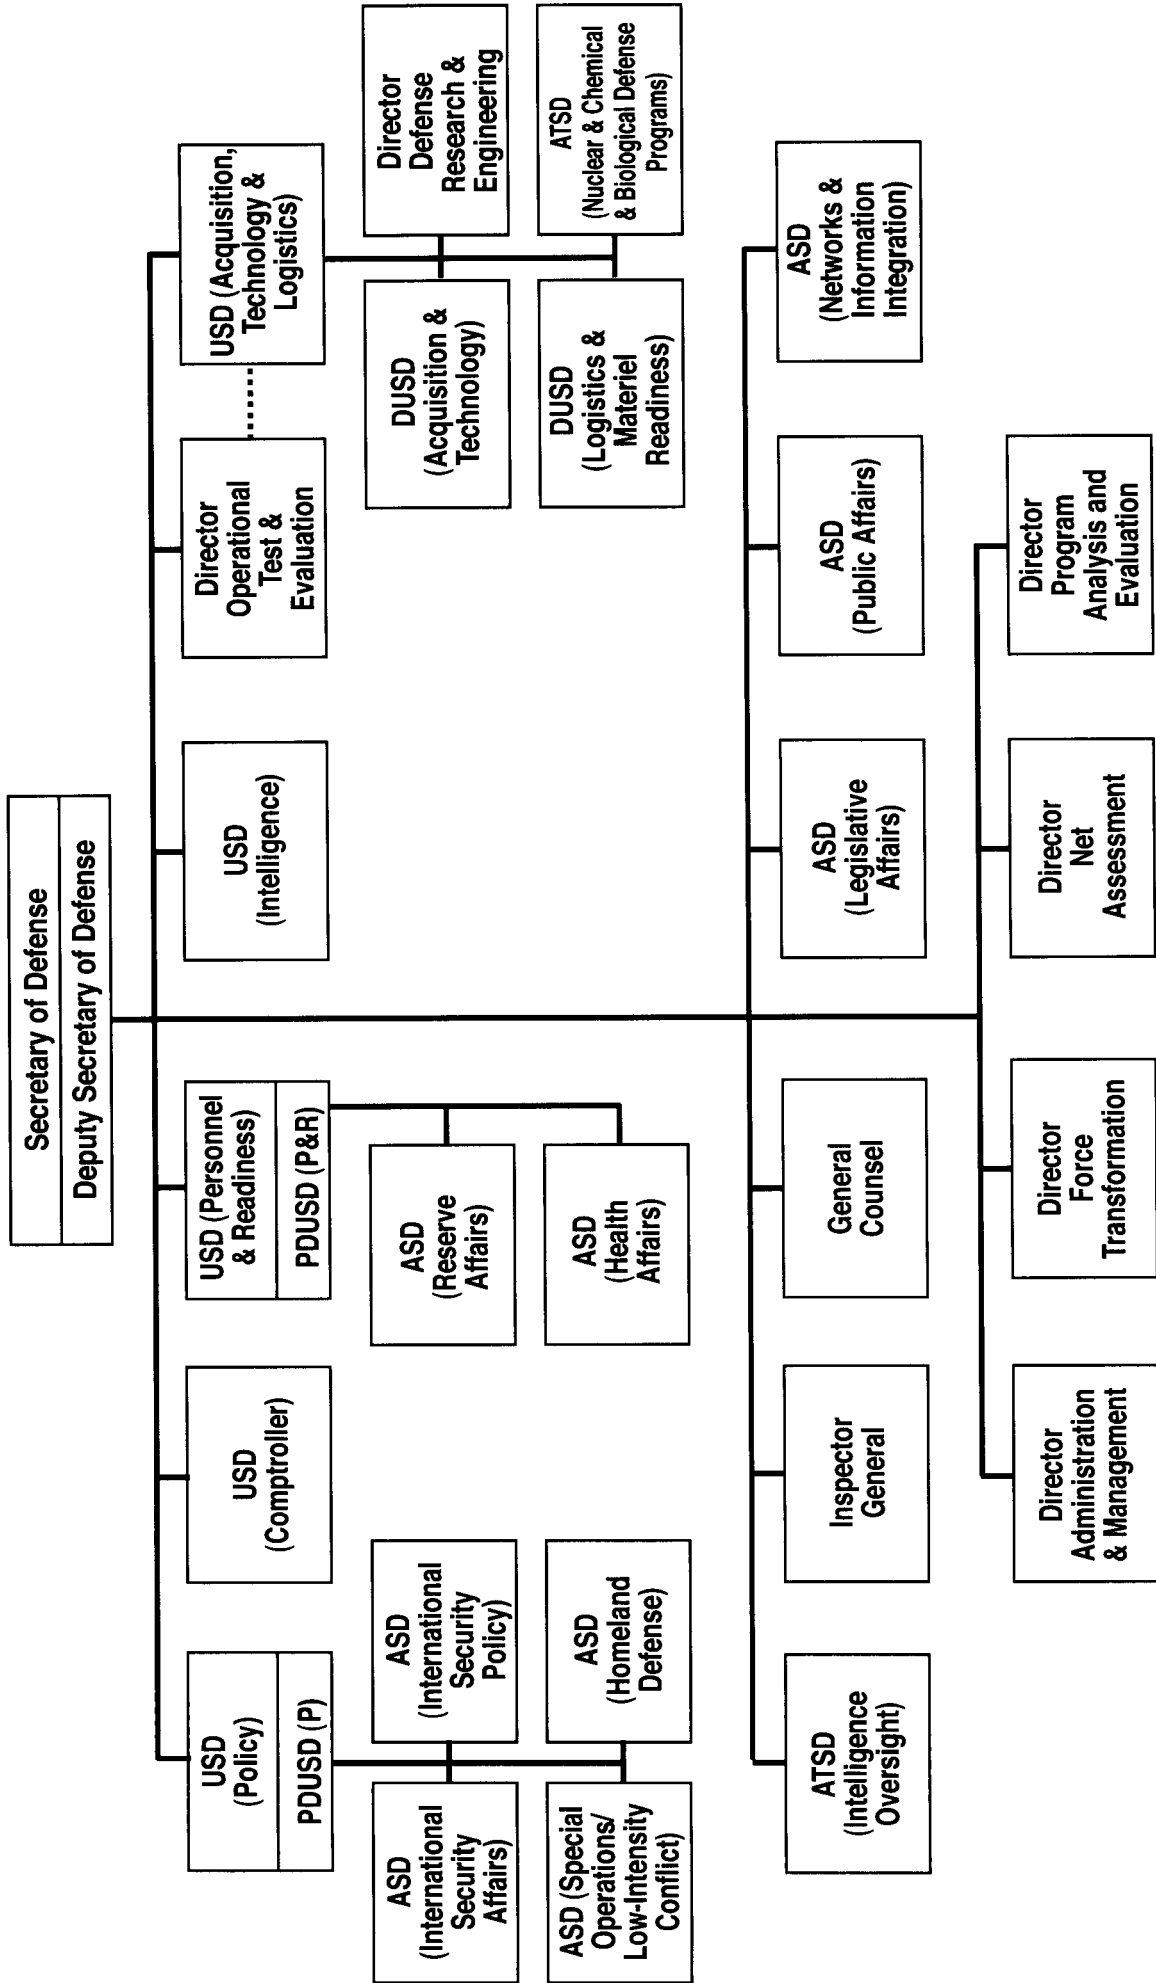 Secretary of Defense
Deputy Secretary of Defense
USD
(Policy)
PDUSD (P)
USD
(Comptroller)
USD (Personnel
& Readiness)
PDUSD (P&R)
USD
(Intelligence)
Director
Operational
Test &
Evaluation
USD (Acquisition,
Technology &
Logistics)
ASD
(International
Security
Affairs)
ASD
(International
Security
Policy)
ASD
(Reserve
Affairs)
DUSD
(Acquisition &
Technology)
Director
Defense
Research &
Engineering
ASD (Special
Operations/
Low-Intensity
Conflict)
ASD
(Homeland
Defense)
ASD
(Health
Affairs)
DUSD
(Logistics &
Materiel
Readiness)
ATSD
(Nuclear & Chemical
& Biological Defense
Programs)
ATSD
(Intelligence
Oversight)
Inspector
General
General
Counsel
ASD
(Legislative
Affairs)
ASD
(Public Affairs)
ASD
(Networks &
Information
Integration)
Director
Administration
& Management
Director
Force
Transformation
Director
Net
Assessment
Director
Program
Analysis and
Evaluation